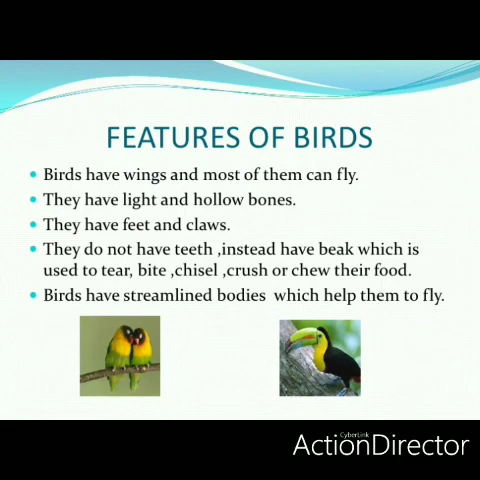 FEATURES OF BIRDS
Birds have wings and most of them can fly.
They have light and hollow bones.
They have feet and claws.
They do not have teeth ,instead have beak which is
used to tear, bite ,chisel ,crush or chew their food.
Birds have streamlined bodies which help them to fly.
CyberLink
ActionDirector